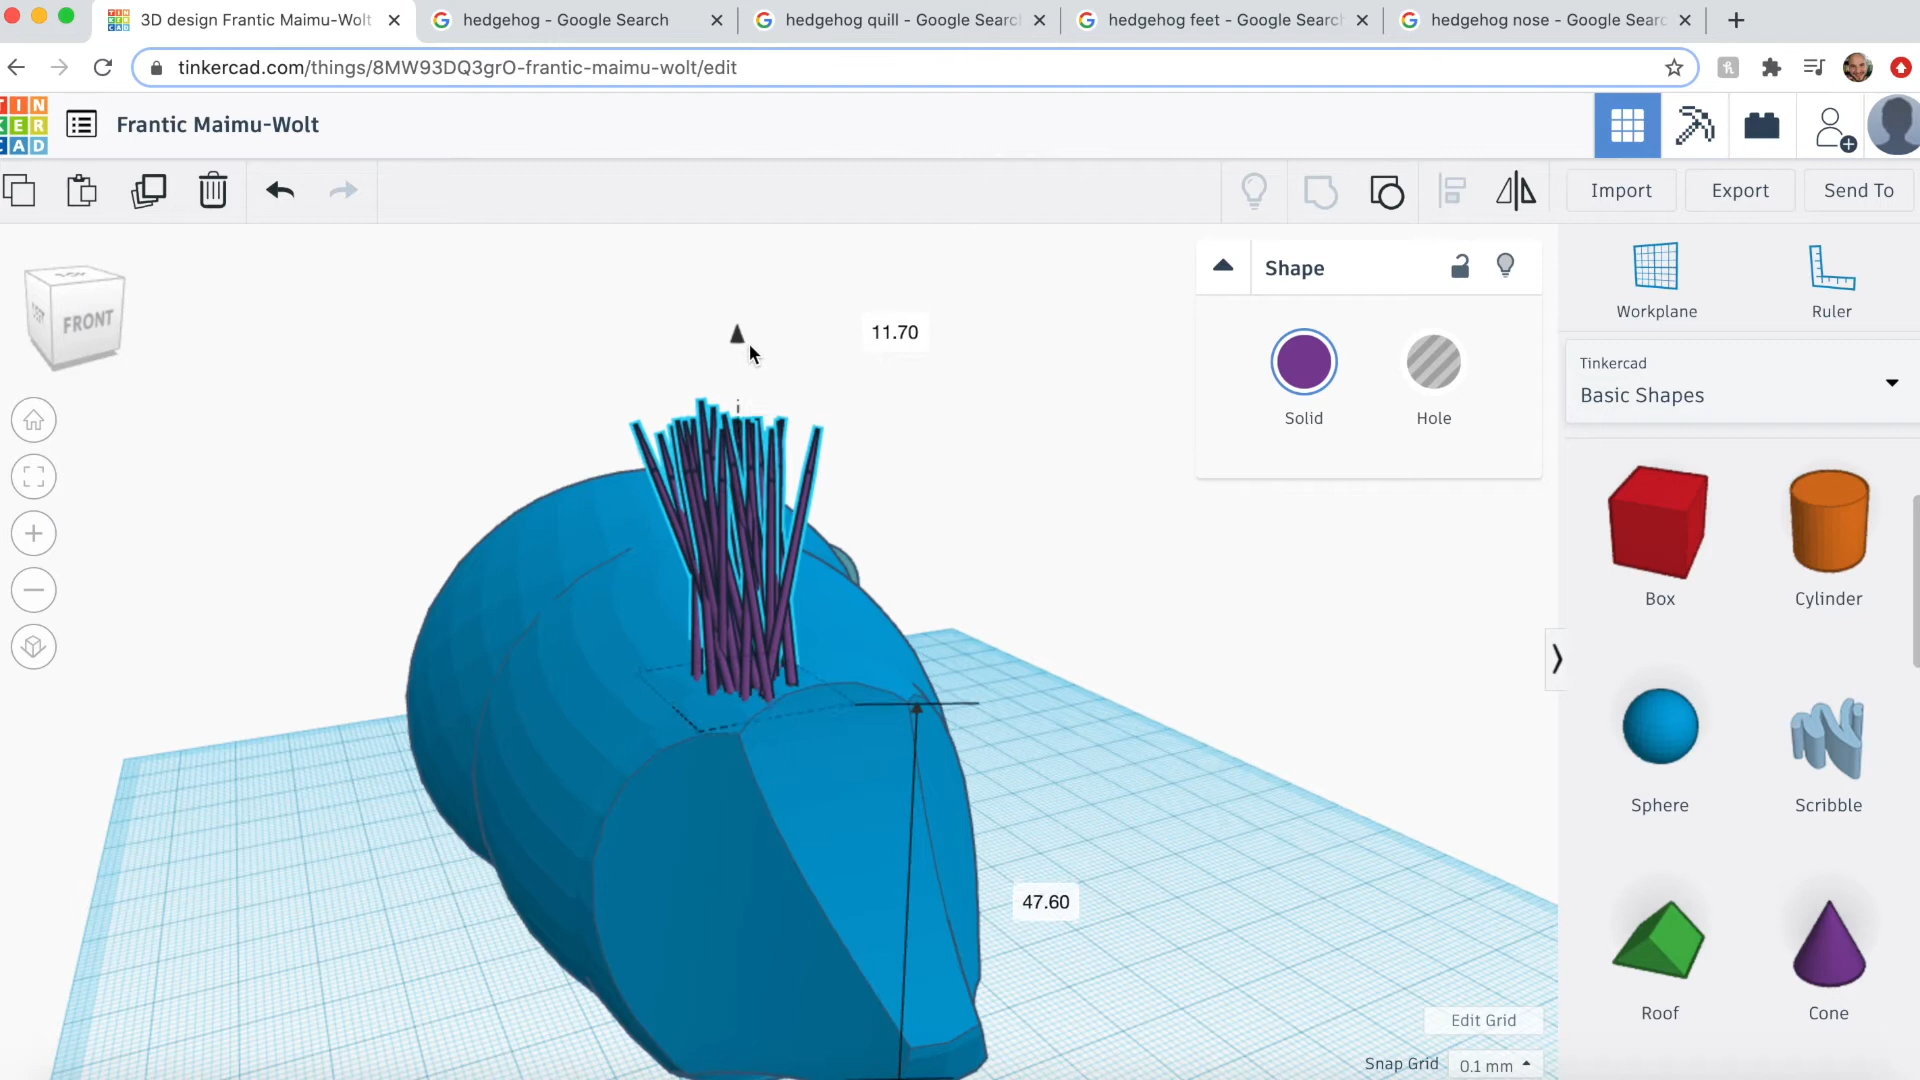 3D design Frantic Maimu-Wolt
hedgehog - Google Search
hedgehog quill - Google Searc
hedgehog feet - Google Search
hedgehog nose - Google Searc
tinkercad.com/things/8MW93DQ3grO-frantic-maimu-wolt/edit
TIN
KER
CAD
Frantic Maimu-Wolt
Import
Export
Send To
TOP
LEFT
FRONT
11.70
Shape
Solid
Hole
Workplane
Ruler
Tinkercad
Basic Shapes
Box
Cylinder
Sphere
Scribble
47.60
Roof
Cone
Edit Grid
Snap Grid
0.1 mm